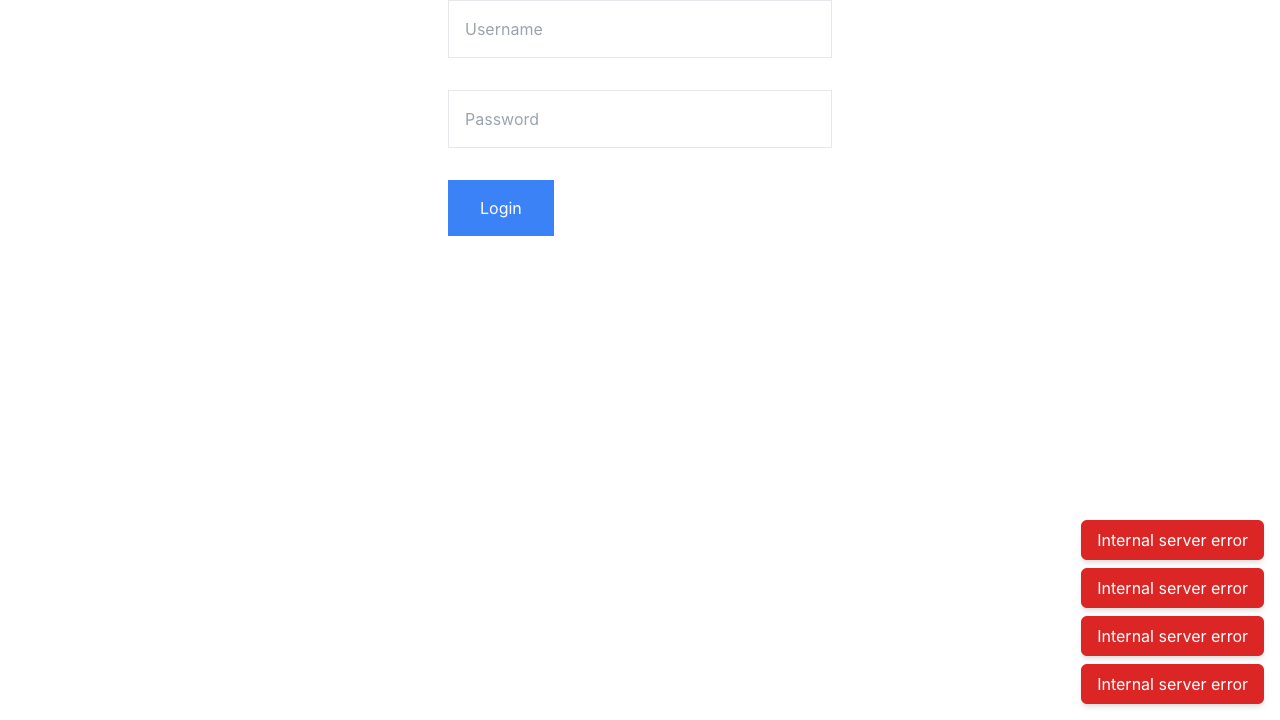 Username
Password
Login
Internal server error
Internal server error
Internal server error
Internal server error